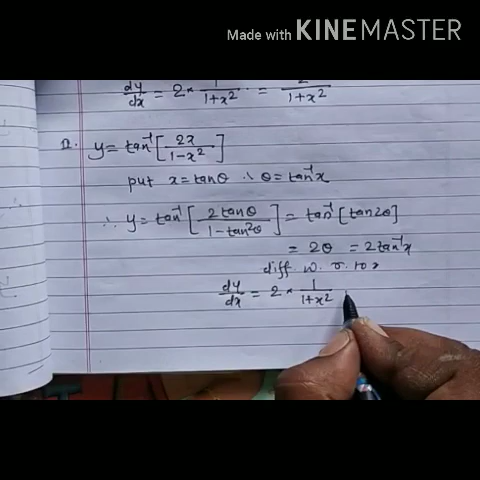 Made with KINEMASTER
dy/dx = 2 × 1/1+x² = 2/1+x²
II. y = tan⁻¹[2x/1-x²]
put x = tanθ ∴ θ = tan⁻¹x
∴ y = tan⁻¹[2tanθ/1-tan²θ] = tan⁻¹[tan2θ]
= 2θ = 2tan⁻¹x
diff. w. r. to x
dy/dx = 2 × 1/1+x²